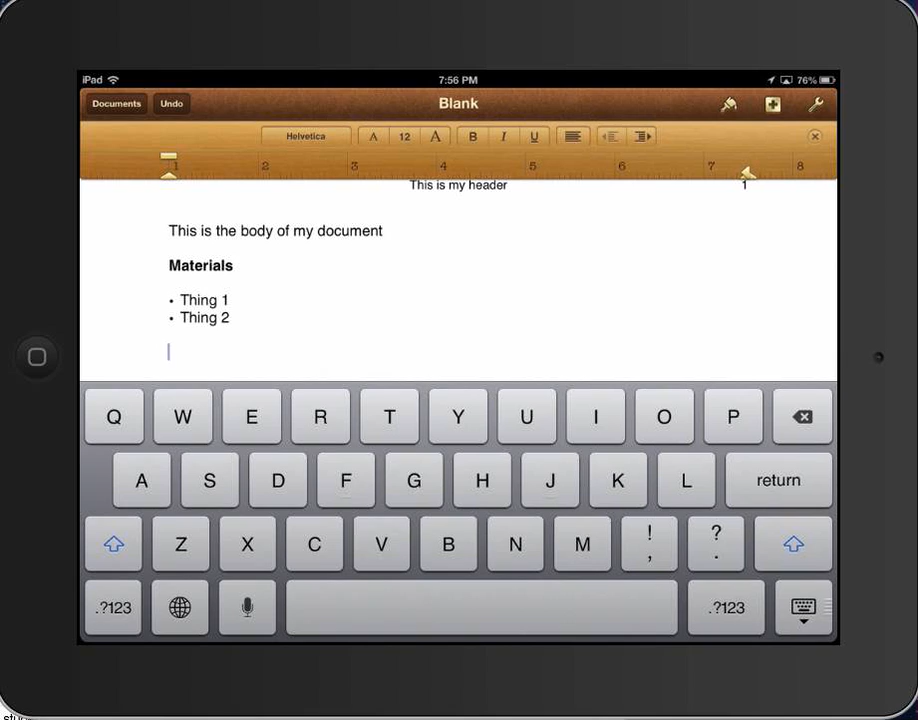 iPad 7:56 PM 76%
Documents Undo Blank
Helvetica A 12 A B I U
1 2 3 4 5 6 7 8
This is my header 1
This is the body of my document
Materials
• Thing 1
• Thing 2
Q W E R T Y U I O P
A S D F G H J K L return
Z X C V B N M ! , ? .
.?123 .?123